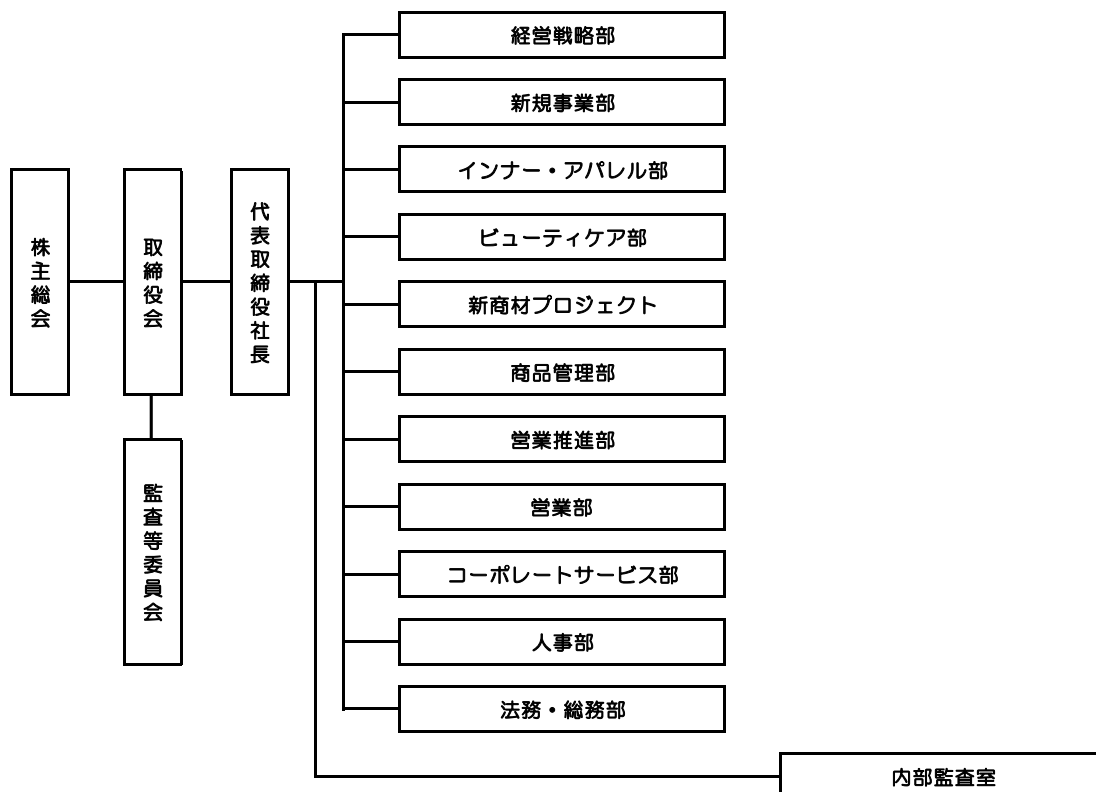 株主総会
取締役会
監査等委員会
代表取締役社長
経営戦略部
新規事業部
インナー・アパレル部
ビューティケア部
新商材プロジェクト
商品管理部
営業推進部
営業部
コーポレートサービス部
人事部
法務・総務部
内部監査室